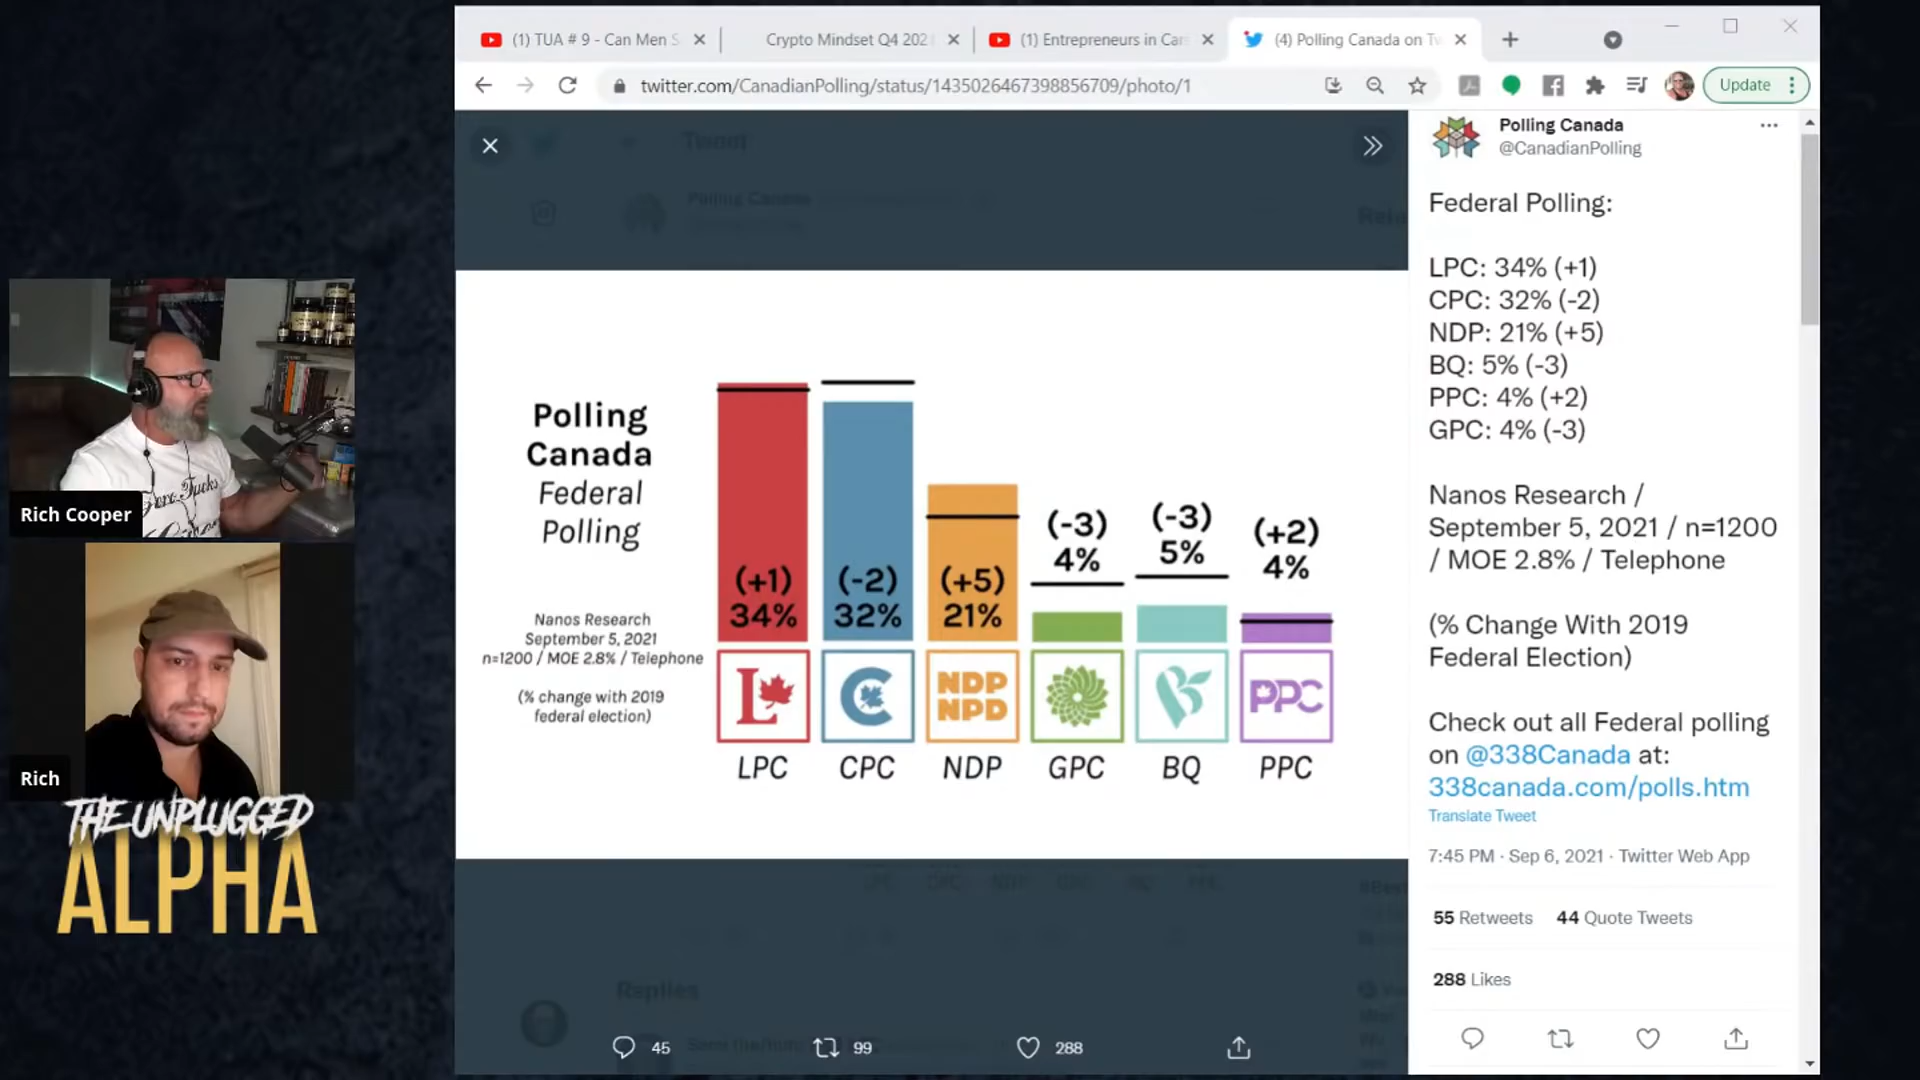 (1) TUA # 9 - Can Men S
Crypto Mindset Q4 202
(1) Entrepreneurs in Car
(4) Polling Canada on Tw
twitter.com/CanadianPolling/status/1435026467398856709/photo/1
Update
Tweet
Polling Canada
Polling Canada
@CanadianPolling
Federal Polling:
LPC: 34% (+1)
CPC: 32% (-2)
NDP: 21% (+5)
BQ: 5% (-3)
PPC: 4% (+2)
GPC: 4% (-3)
Nanos Research /
September 5, 2021 / n=1200
/ MOE 2.8% / Telephone
(% Change With 2019
Federal Election)
Check out all Federal polling
on @338Canada at:
338canada.com/polls.htm
Translate Tweet
7:45 PM · Sep 6, 2021 · Twitter Web App
55 Retweets 44 Quote Tweets
288 Likes
Polling
Canada
Federal
Polling
Nanos Research
September 5, 2021
n=1200 / MOE 2.8% / Telephone
(% change with 2019
federal election)
(+1)
34%
(-2)
32%
(+5)
21%
(-3)
4%
(-3)
5%
(+2)
4%
L
C
NDP
NPD
PPC
LPC CPC NDP GPC BQ PPC
Replies
45 99 288
Rich Cooper
Rich
THE UNPLUGGED
ALPHA